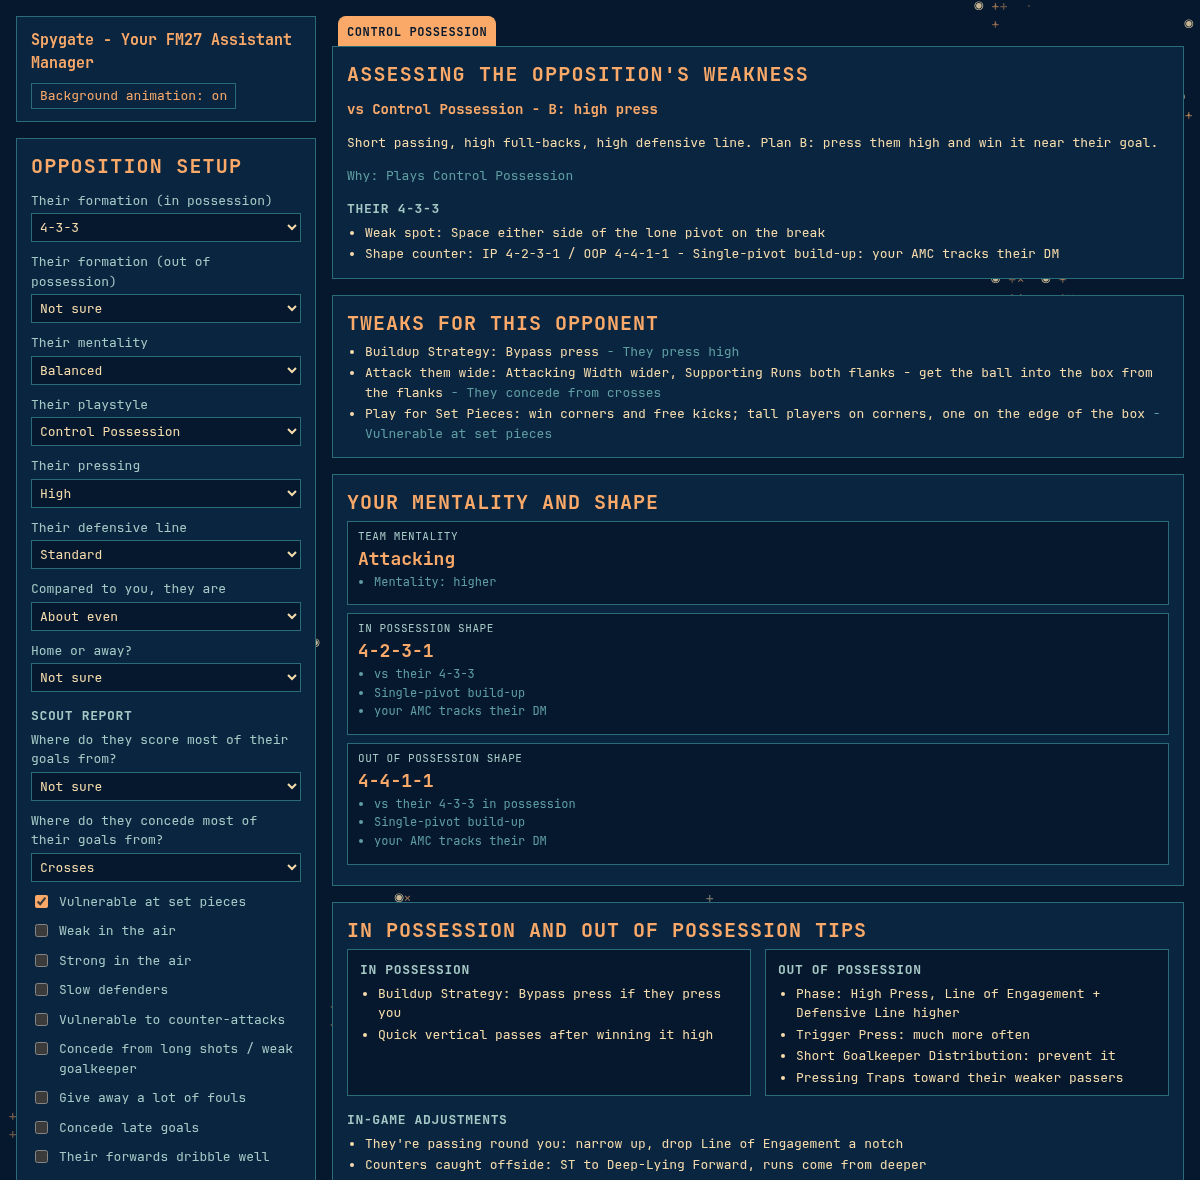 Spygate - Your FM27 Assistant
Manager
Background animation: on
OPPOSITION SETUP
Their formation (in possession)
4-3-3
Their formation (out of
possession)
Not sure
Their mentality
Balanced
Their playstyle
Control Possession
Their pressing
High
Their defensive line
Standard
Compared to you, they are
About even
Home or away?
Not sure
SCOUT REPORT
Where do they score most of their
goals from?
Not sure
Where do they concede most of
their goals from?
Crosses
Vulnerable at set pieces
Weak in the air
Strong in the air
Slow defenders
Vulnerable to counter-attacks
Concede from long shots / weak
goalkeeper
Give away a lot of fouls
Concede late goals
Their forwards dribble well
CONTROL POSSESSION
ASSESSING THE OPPOSITION'S WEAKNESS
vs Control Possession - B: high press
Short passing, high full-backs, high defensive line. Plan B: press them high and win it near their goal.
Why: Plays Control Possession
THEIR 4-3-3
• Weak spot: Space either side of the lone pivot on the break
• Shape counter: IP 4-2-3-1 / OOP 4-4-1-1 - Single-pivot build-up: your AMC tracks their DM
TWEAKS FOR THIS OPPONENT
• Buildup Strategy: Bypass press - They press high
• Attack them wide: Attacking Width wider, Supporting Runs both flanks - get the ball into the box from
the flanks - They concede from crosses
• Play for Set Pieces: win corners and free kicks; tall players on corners, one on the edge of the box -
Vulnerable at set pieces
YOUR MENTALITY AND SHAPE
TEAM MENTALITY
Attacking
• Mentality: higher
IN POSSESSION SHAPE
4-2-3-1
• vs their 4-3-3
• Single-pivot build-up
• your AMC tracks their DM
OUT OF POSSESSION SHAPE
4-4-1-1
• vs their 4-3-3 in possession
• Single-pivot build-up
• your AMC tracks their DM
IN POSSESSION AND OUT OF POSSESSION TIPS
IN POSSESSION
• Buildup Strategy: Bypass press if they press
you
• Quick vertical passes after winning it high
OUT OF POSSESSION
• Phase: High Press, Line of Engagement +
Defensive Line higher
• Trigger Press: much more often
• Short Goalkeeper Distribution: prevent it
• Pressing Traps toward their weaker passers
IN-GAME ADJUSTMENTS
• They're passing round you: narrow up, drop Line of Engagement a notch
• Counters caught offside: ST to Deep-Lying Forward, runs come from deeper